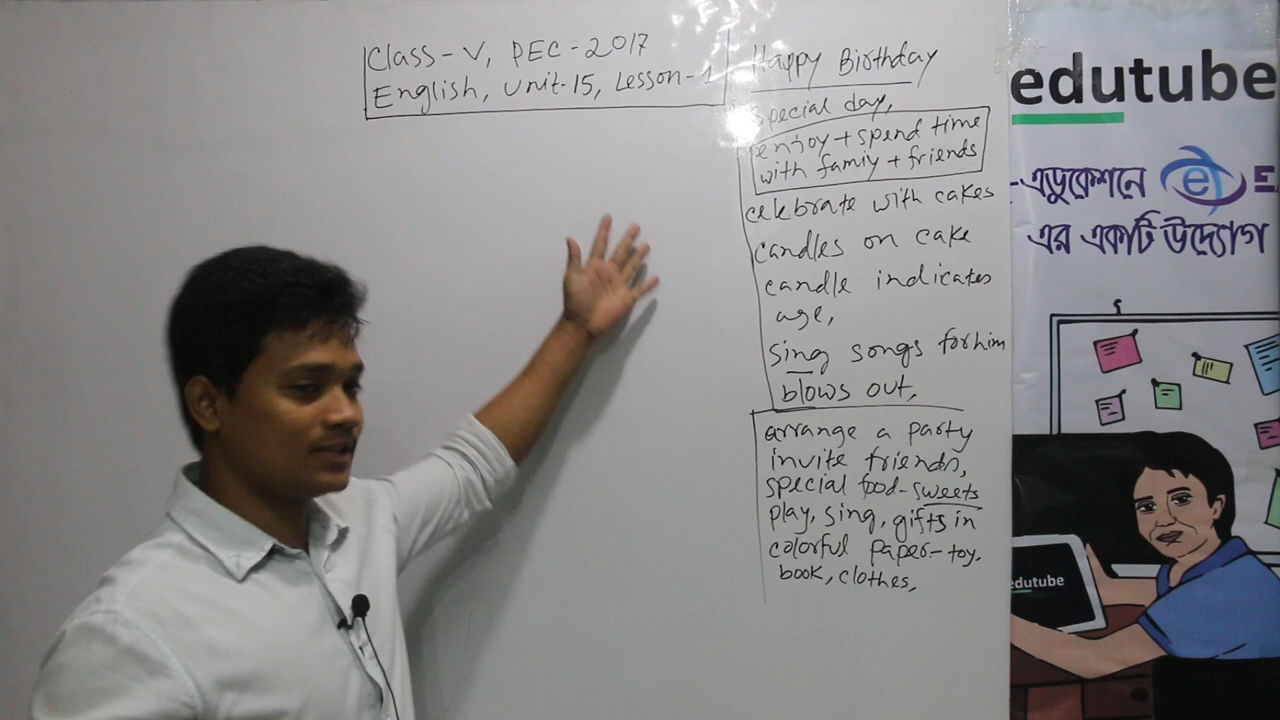 Class-V, PEC-2017
English, Unit-15, Lesson-1
Happy Birthday
special day,
enjoy + spend time
with famiy + friends
celebrate with cakes
candles on cake
candle indicates
age,
sing songs for him
blows out,
arrange a party
invite friends,
special food-sweets
play, sing, gifts in
colorful paper-toy,
book, clothes,
edutube
-এডুকেশনে e E
এর একটি উদ্যোগ
edutube